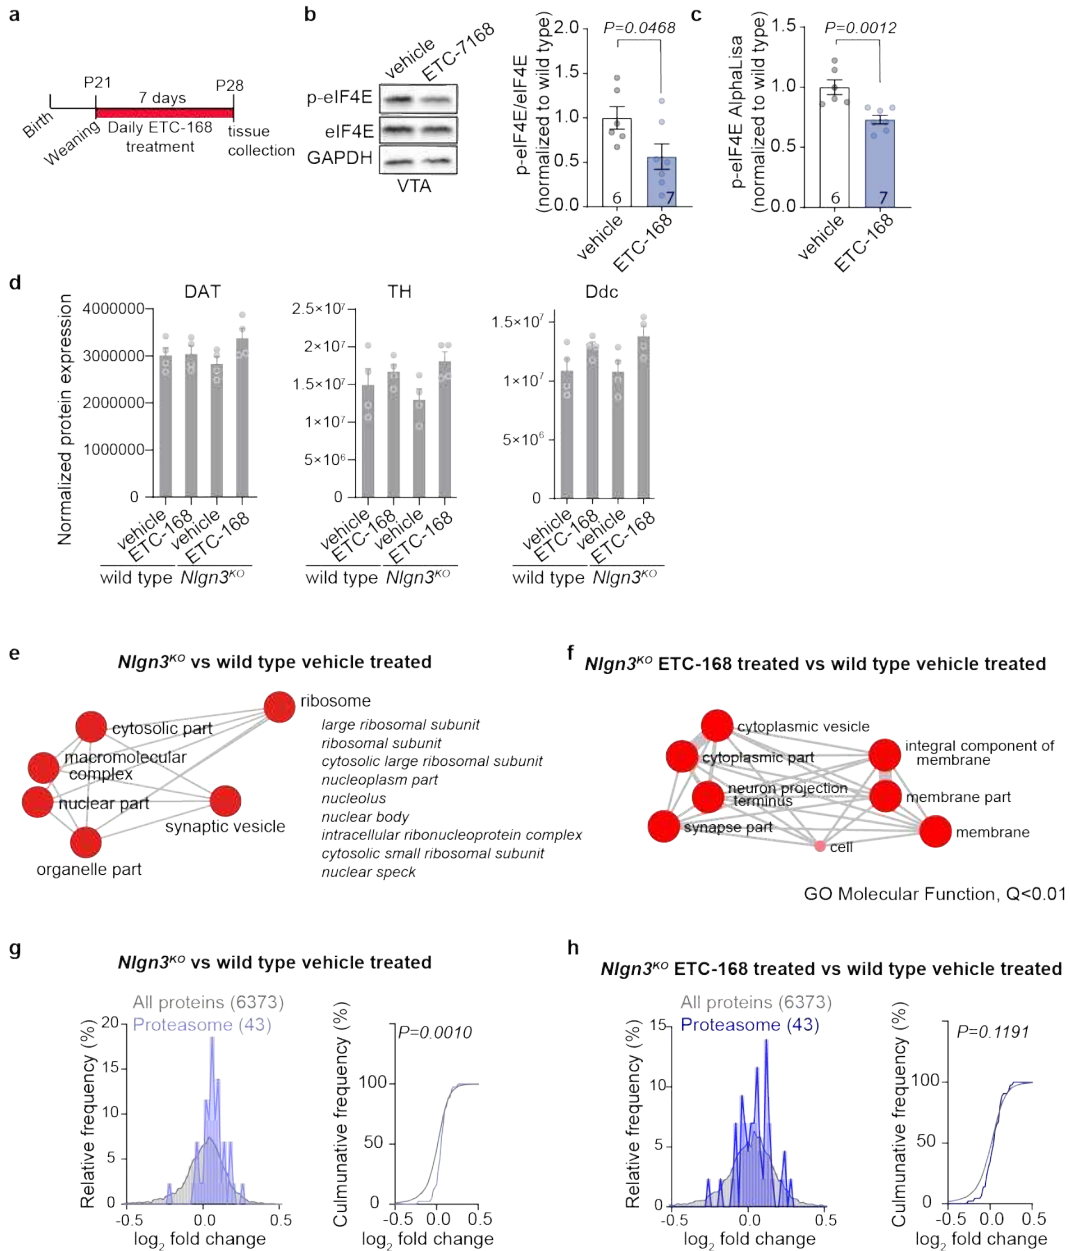 a
P21
P28
7 days
Birth
Weaning
Daily ETC-168
treatment
tissue
collection
b
vehicle
ETC-7168
p-eIF4E
eIF4E
GAPDH
VTA
p-eIF4E/eIF4E
(normalized to wild type)
2.0
1.5
1.0
0.5
0.0
P=0.0468
6
7
vehicle
ETC-168
c
p-eIF4E AlphaLisa
(normalized to wild type)
1.5
1.0
0.5
0.0
P=0.0012
6
7
vehicle
ETC-168
d
Normalized protein expression
DAT
4000000
3000000
2000000
1000000
0
vehicle
ETC-168
vehicle
ETC-168
wild type
Nlgn3KO
TH
2.5×10⁷
2×10⁷
1.5×10⁷
1×10⁷
5×10⁶
0
vehicle
ETC-168
vehicle
ETC-168
wild type
Nlgn3KO
Ddc
1.5×10⁷
1×10⁷
5×10⁶
0
vehicle
ETC-168
vehicle
ETC-168
wild type
Nlgn3KO
e
Nlgn3KO vs wild type vehicle treated
ribosome
cytosolic part
macromolecular
complex
nuclear part
synaptic vesicle
organelle part
large ribosomal subunit
ribosomal subunit
cytosolic large ribosomal subunit
nucleoplasm part
nucleolus
nuclear body
intracellular ribonucleoprotein complex
cytosolic small ribosomal subunit
nuclear speck
f
Nlgn3KO ETC-168 treated vs wild type vehicle treated
cytoplasmic vesicle
cytoplasmic part
integral component of
membrane
neuron projection
terminus
membrane part
synapse part
membrane
cell
GO Molecular Function, Q<0.01
g
Nlgn3KO vs wild type vehicle treated
All proteins (6373)
Proteasome (43)
Relative frequency (%)
20
15
10
5
0
-0.5
0.0
0.5
log2 fold change
Culmunative frequency (%)
P=0.0010
100
50
0
-0.5
0.0
0.5
log2 fold change
h
Nlgn3KO ETC-168 treated vs wild type vehicle treated
All proteins (6373)
Proteasome (43)
Relative frequency (%)
15
10
5
0
-0.5
0.0
0.5
log2 fold change
Culmunative frequency (%)
P=0.1191
100
50
0
-0.5
0.0
0.5
log2 fold change